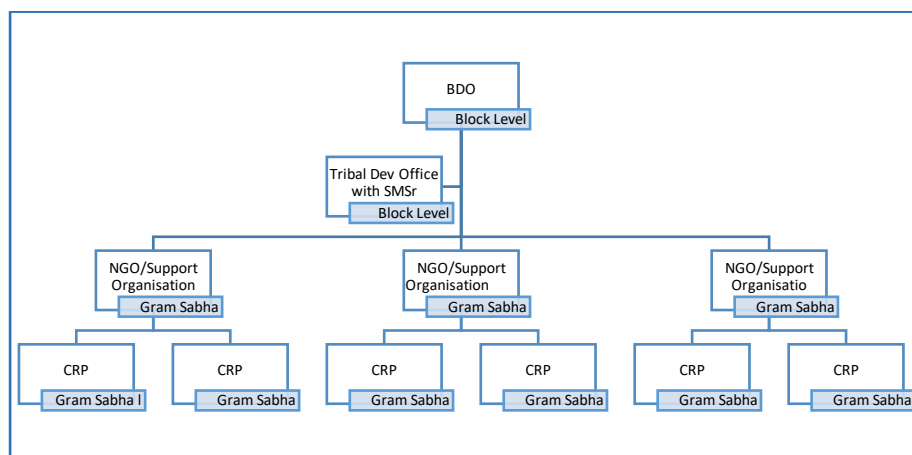 BDO
Block Level
Tribal Dev Office
with SMSr
Block Level
NGO/Support
Organisation
Gram Sabha
NGO/Support
Organisation
Gram Sabha
NGO/Support
Organisatio
Gram Sabha
CRP
Gram Sabha l
CRP
Gram Sabha
CRP
Gram Sabha
CRP
Gram Sabha
CRP
Gram Sabha
CRP
Gram Sabha